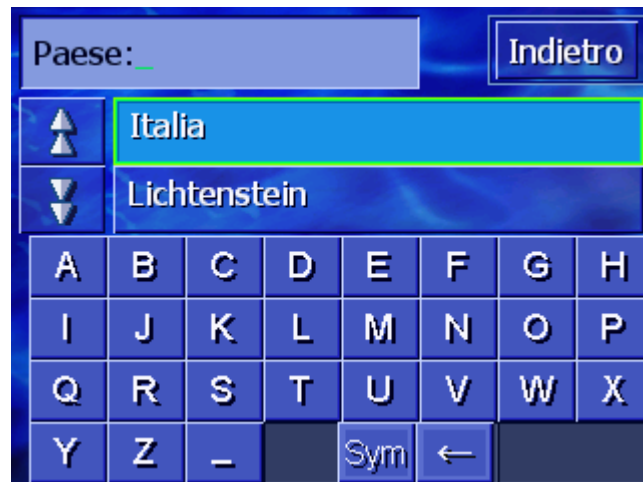 Paese:_ Indietro
Italia
Lichtenstein
A B C D E F G H
I J K L M N O P
Q R S T U V W X
Y Z _ Sym ←